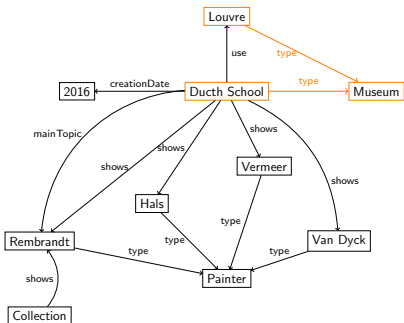 Louvre
use
type
2016
creationDate
Ducth School
type
Museum
mainTopic
shows
shows
shows
Vermeer
shows
Hals
type
type
Rembrandt
type
type
Van Dyck
shows
Painter
Collection